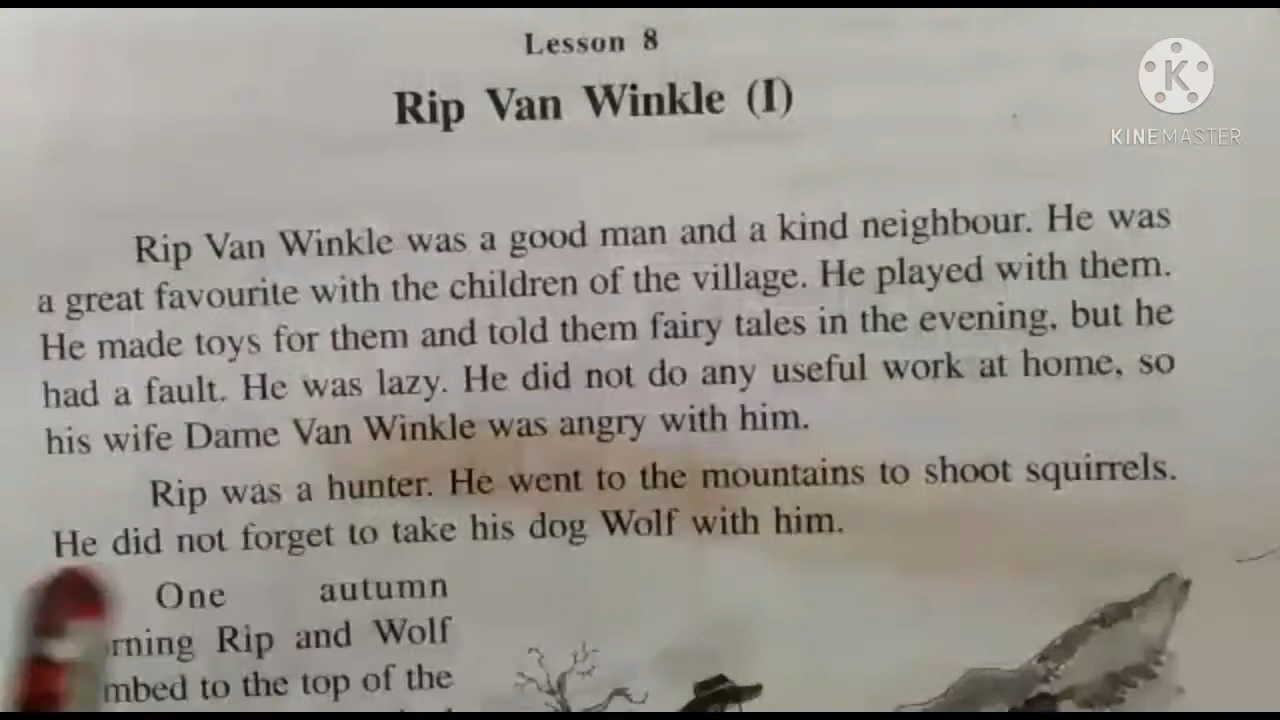 Lesson 8
Rip Van Winkle (I)
K
KINEMASTER
Rip Van Winkle was a good man and a kind neighbour. He was
a great favourite with the children of the village. He played with them.
He made toys for them and told them fairy tales in the evening, but he
had a fault. He was lazy. He did not do any useful work at home, so
his wife Dame Van Winkle was angry with him.
Rip was a hunter. He went to the mountains to shoot squirrels.
He did not forget to take his dog Wolf with him.
One autumn
rning Rip and Wolf
mbed to the top of the